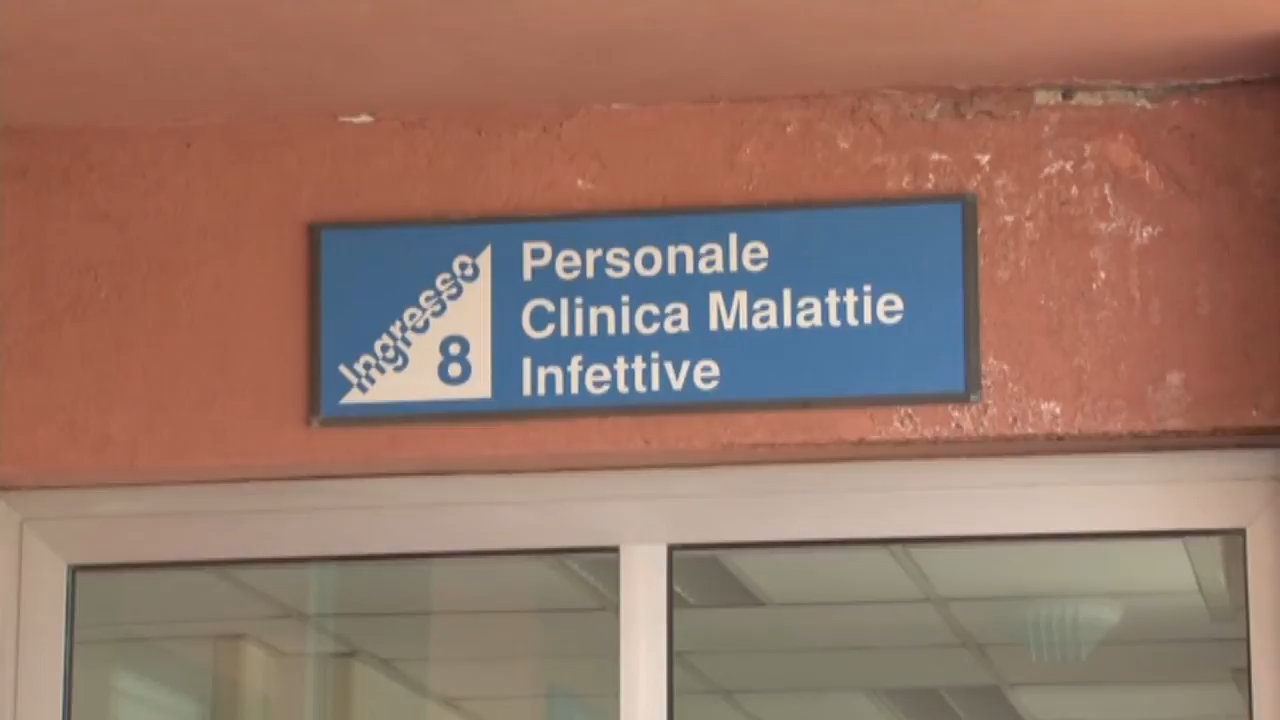 Ingresso
8
Personale
Clinica Malattie
Infettive